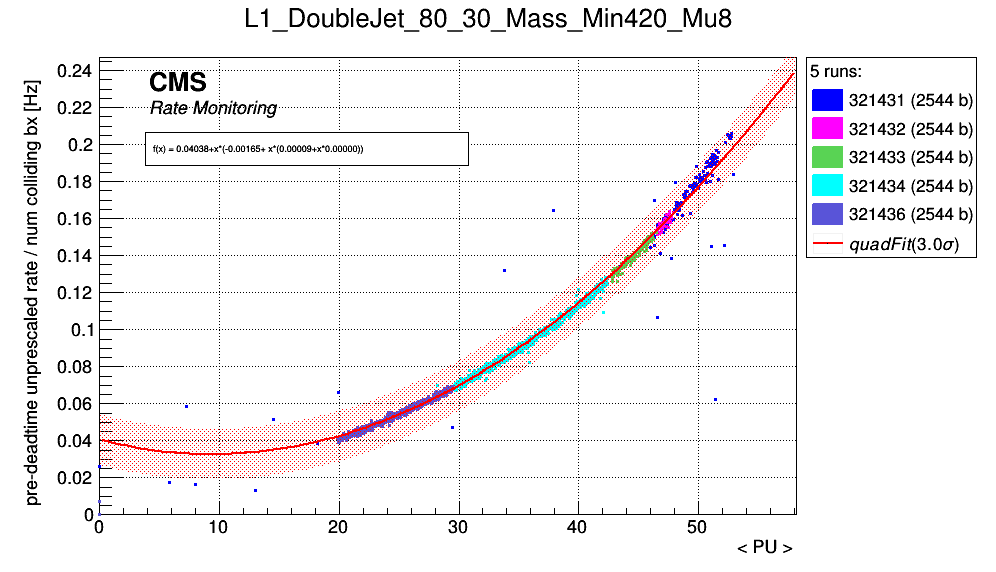 L1_DoubleJet_80_30_Mass_Min420_Mu8
pre-deadtime unprescaled rate / num colliding bx [Hz]
0.24
0.22
0.2
0.18
0.16
0.14
0.12
0.1
0.08
0.06
0.04
0.02
0
CMS
Rate Monitoring
f(x) = 0.04038+x*(-0.00165+ x*(0.00009+x*0.00000))
0 10 20 30 40 50
< PU >
5 runs:
321431 (2544 b)
321432 (2544 b)
321433 (2544 b)
321434 (2544 b)
321436 (2544 b)
quadFit(3.0σ)